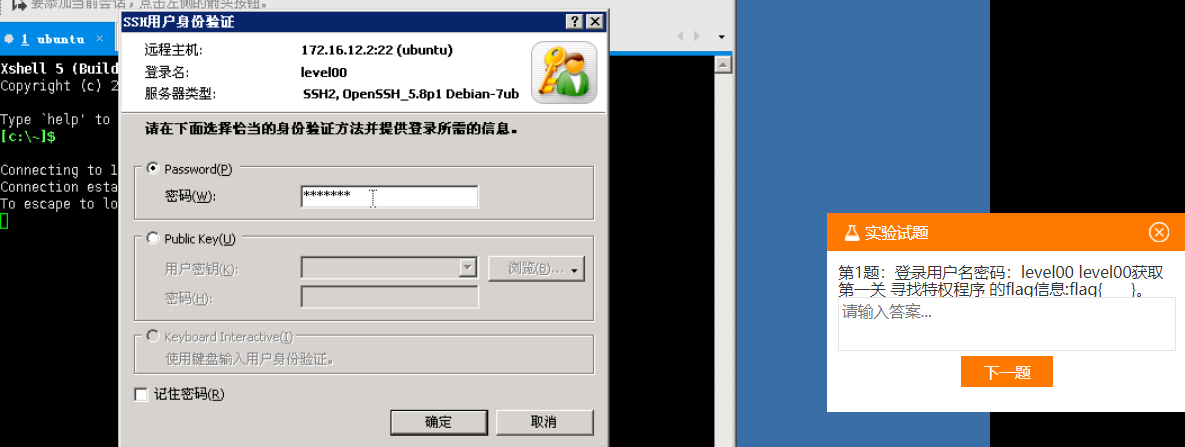 要添加当前会话，点击左侧的箭头按钮。
1 ubuntu ×
Xshell 5 (Build
Copyright (c) 2
Type `help' to
[c:\~]$
Connecting to l
Connection esta
To escape to lo
SSH用户身份验证
远程主机: 172.16.12.2:22 (ubuntu)
登录名: level00
服务器类型: SSH2, OpenSSH_5.8p1 Debian-7ub
请在下面选择恰当的身份验证方法并提供登录所需的信息。
Password(P)
密码(W): *******
Public Key(U)
用户密钥(K): 浏览(B)...
密码(H):
Keyboard Interactive(I)
使用键盘输入用户身份验证。
记住密码(R)
确定 取消
实验试题
第1题：登录用户名密码：level00 level00获取
第一关 寻找特权程序 的flag信息:flag{ }。
请输入答案...
下一题